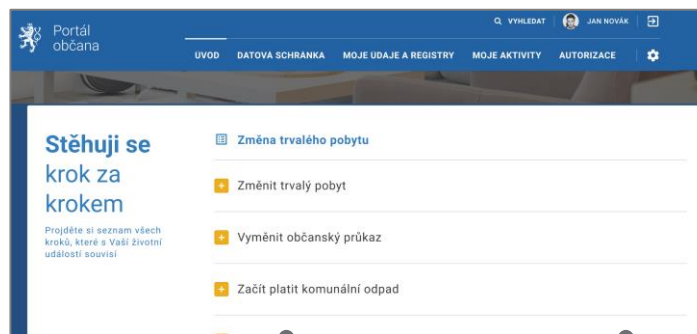 Portál
občana
VYHLEDAT
JAN NOVÁK
ÚVOD DATOVÁ SCHRÁNKA MOJE ÚDAJE A REGISTRY MOJE AKTIVITY AUTORIZACE
Stěhuji se
krok za
krokem
Projděte si seznam všech
kroků, které s Vaší životní
událostí souvisí
Změna trvalého pobytu
Změnit trvalý pobyt
Vyměnit občanský průkaz
Začít platit komunální odpad